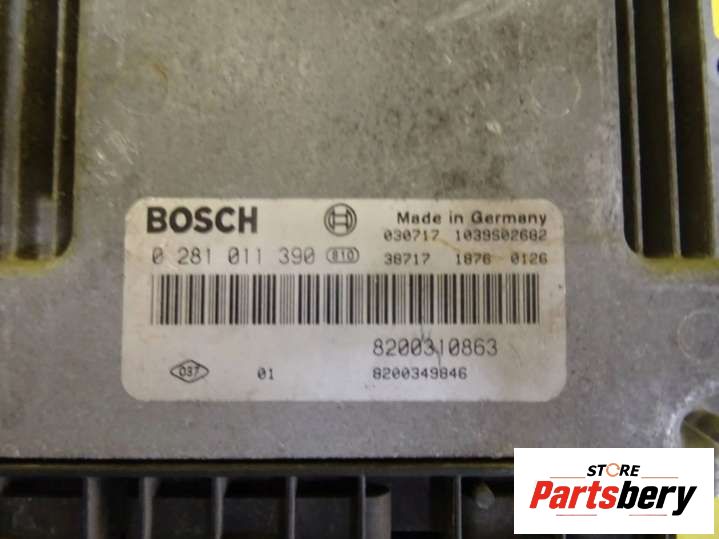 BOSCH
Made in Germany
030717 1039S02682
0 281 011 390 810
38717 1876 0126
8200310863
037 01 8200349846
STORE
Partsbery